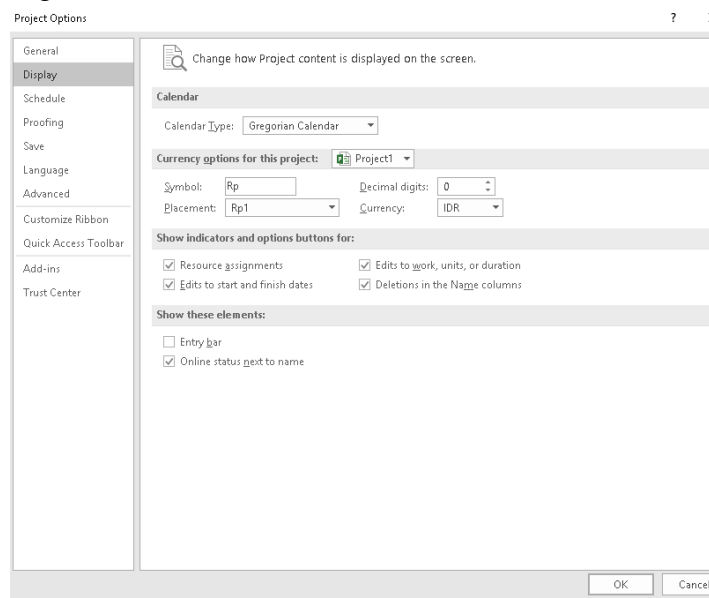 Project Options ?
General
Display
Schedule
Proofing
Save
Language
Advanced
Customize Ribbon
Quick Access Toolbar
Add-ins
Trust Center
Change how Project content is displayed on the screen.
Calendar
Calendar Type: Gregorian Calendar
Currency options for this project: Project1
Symbol: Rp Decimal digits: 0
Placement: Rp1 Currency: IDR
Show indicators and options buttons for:
Resource assignments Edits to work, units, or duration
Edits to start and finish dates Deletions in the Name columns
Show these elements:
Entry bar
Online status next to name
OK Cancel